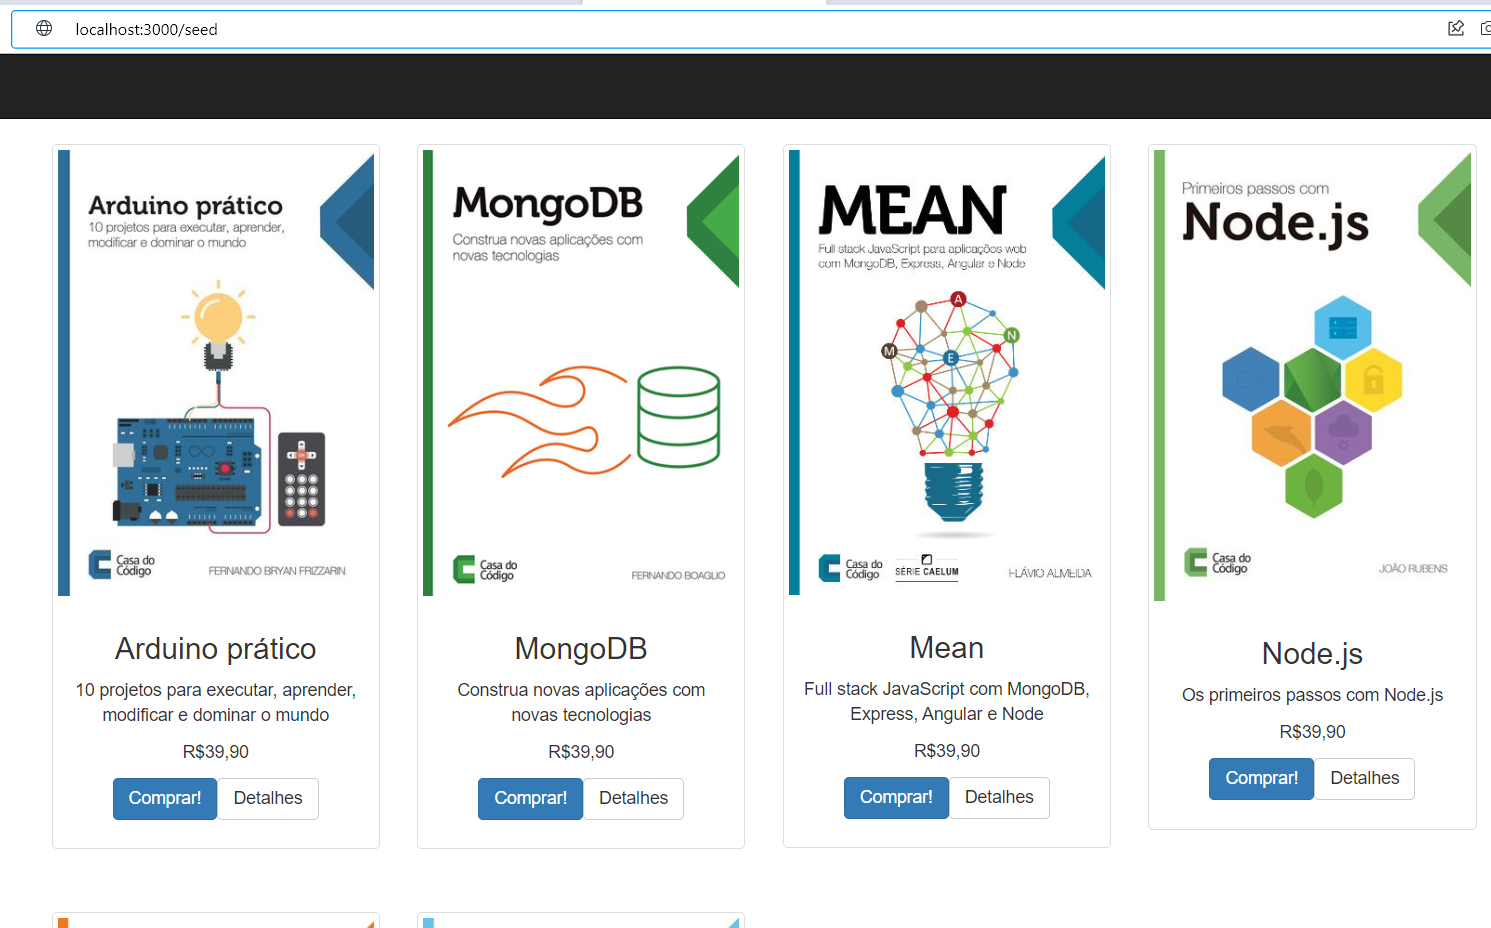 localhost:3000/seed
Arduino prático
10 projetos para executar, aprender,
modificar e dominar o mundo
Casa do
Código
FERNANDO BRYAN FRIZZARIN
Arduino prático
10 projetos para executar, aprender,
modificar e dominar o mundo
R$39,90
Comprar! Detalhes
MongoDB
Construa novas aplicações com
novas tecnologias
Casa do
Código
FERNANDO BOAGLIO
MongoDB
Construa novas aplicações com
novas tecnologias
R$39,90
Comprar! Detalhes
MEAN
Full stack JavaScript para aplicações web
com MongoDB, Express, Angular e Node
A
N
M
E
Casa do
Código
SÉRIE CAELUM
FLÁVIO ALMEIDA
Mean
Full stack JavaScript com MongoDB,
Express, Angular e Node
R$39,90
Comprar! Detalhes
Primeiros passos com
Node.js
Casa do
Código
JOÃO RUBENS
Node.js
Os primeiros passos com Node.js
R$39,90
Comprar! Detalhes